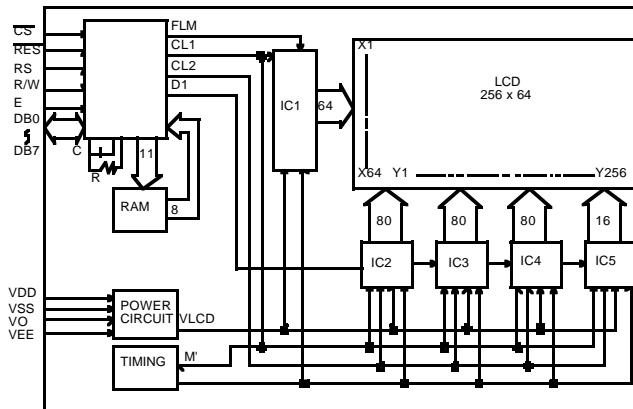 CS
RES
RS
R/W
E
DB0
DB7
FLM
CL1
CL2
D1
C
R
11
RAM
8
IC1
64
X1
LCD
256 x 64
X64 Y1 Y256
80
80
80
16
IC2
IC3
IC4
IC5
VDD
VSS
VO
VEE
POWER
CIRCUIT
VLCD
TIMING
M'